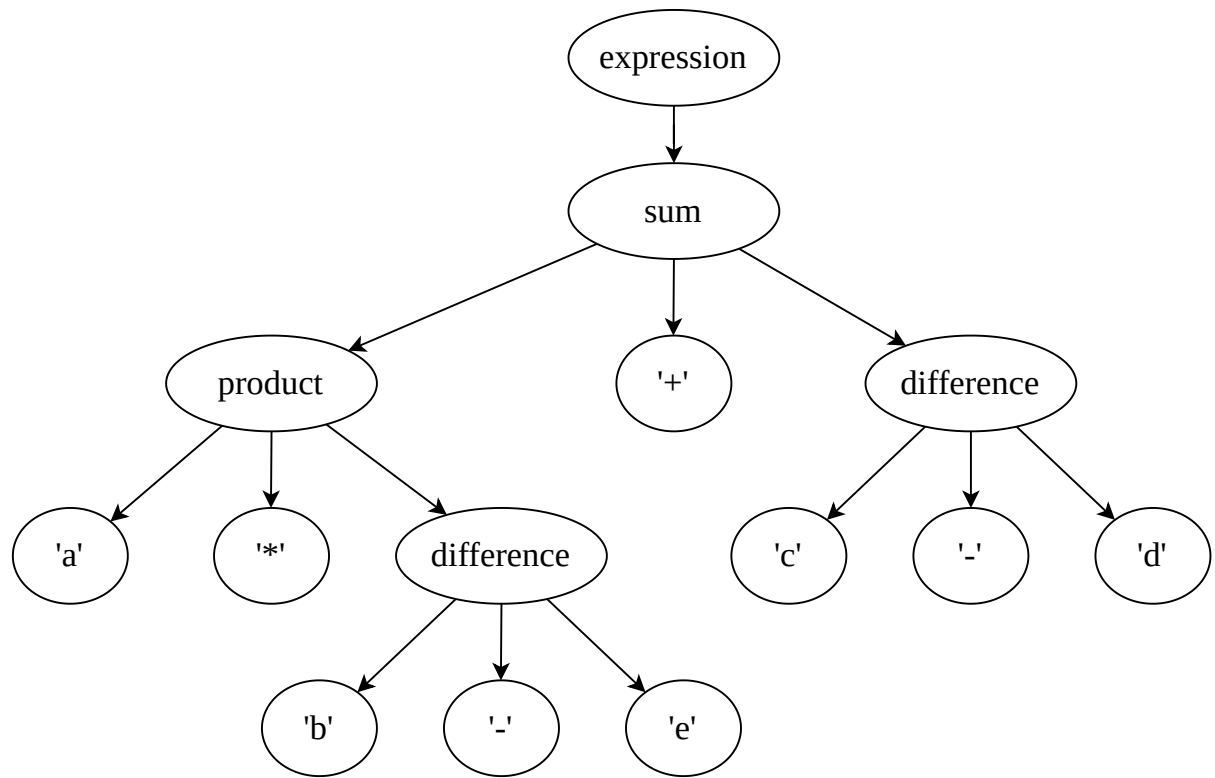 expression
sum
product
'+'
difference
'a'
'*'
difference
'c'
'-'
'd'
'b'
'-'
'e'